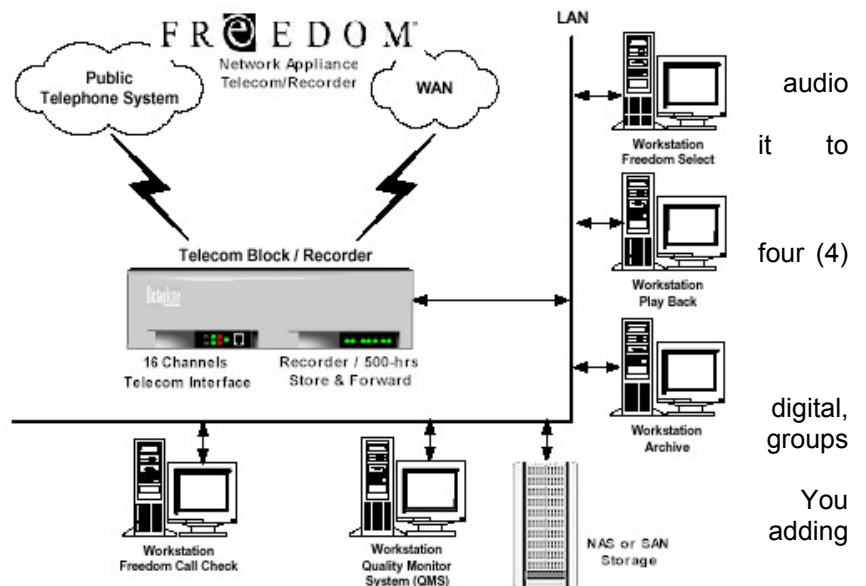 FREEDOM
Network Appliance
Telecom/Recorder
Public
Telephone System
WAN
LAN
Workstation
Freedom Select
Telecom Block / Recorder
Workstation
Play Back
16 Channels
Telecom Interface
Recorder / 500-hrs
Store & Forward
Workstation
Archive
Workstation
Freedom Call Check
Workstation
Quality Monitor
System (QMS)
NAS or SAN
Storage
audio
it to
four (4)
digital,
groups
You
adding